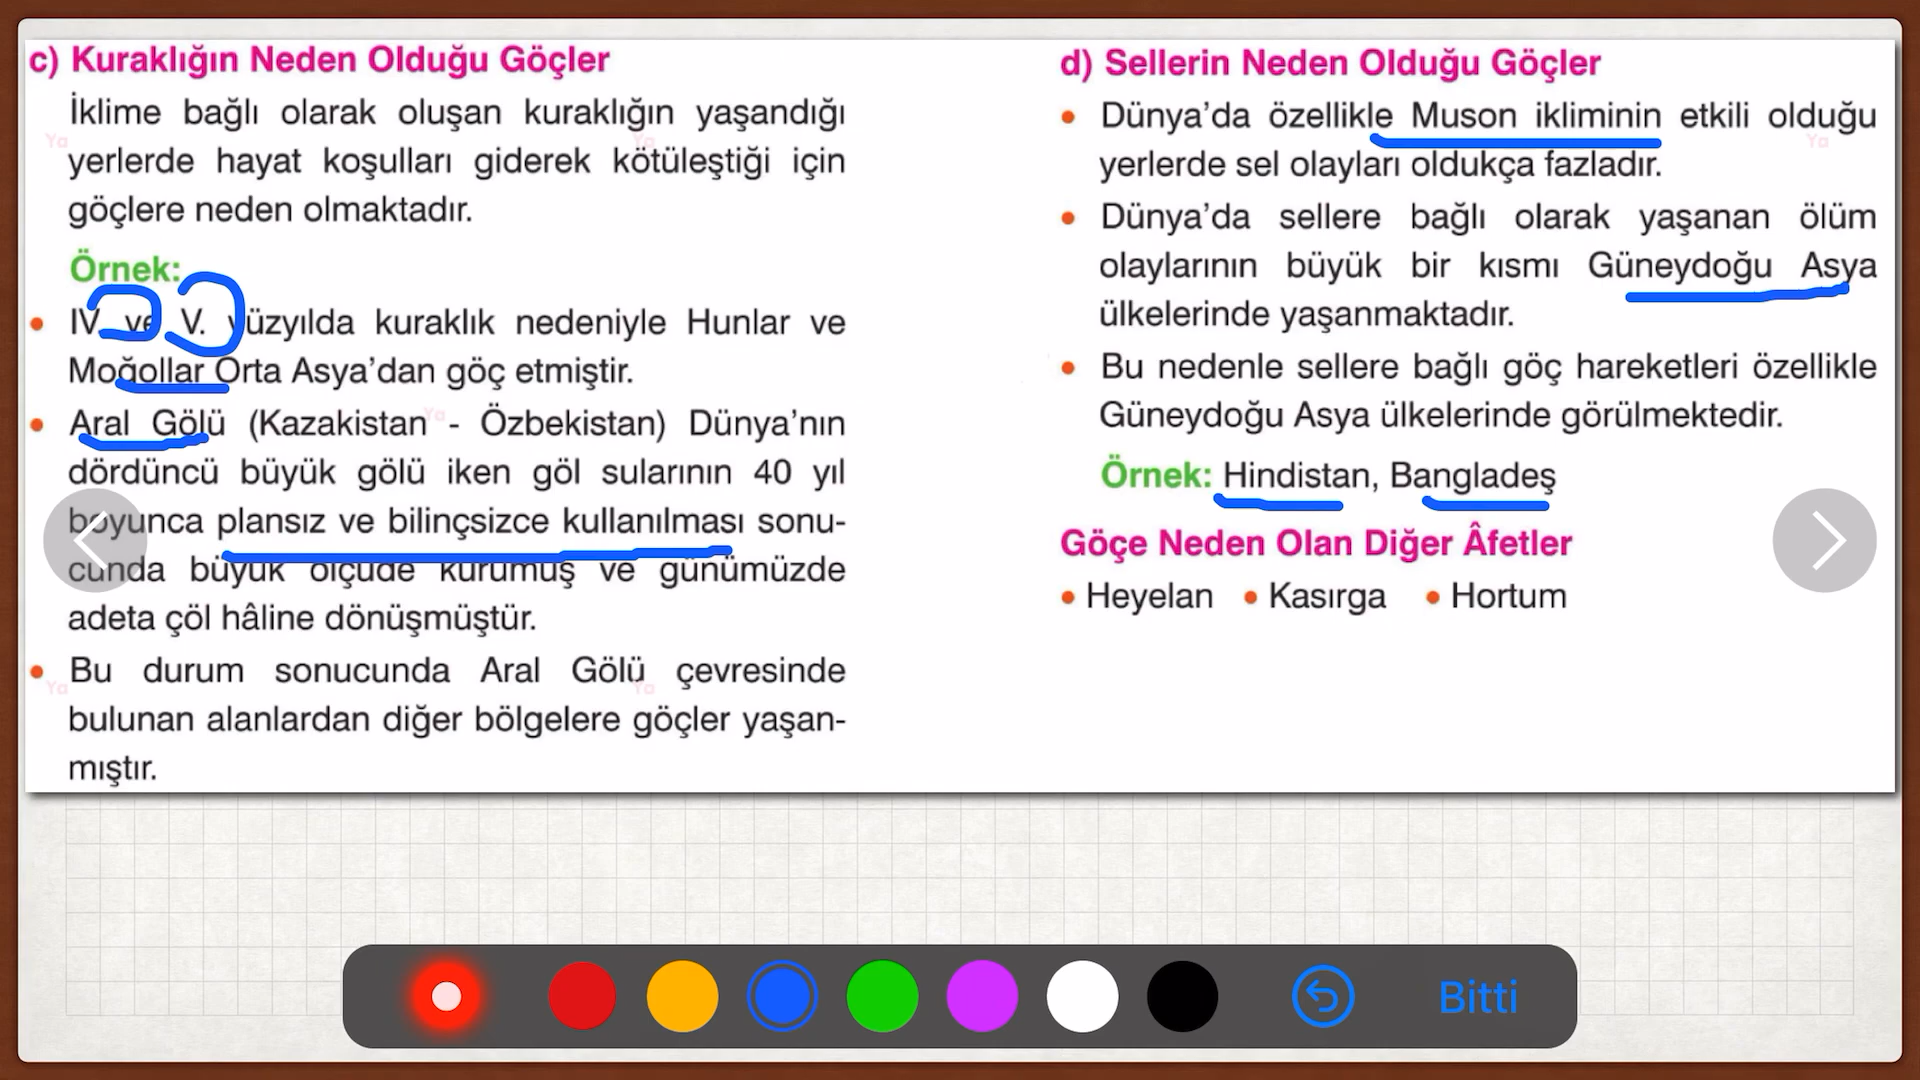 c) Kuraklığın Neden Olduğu Göçler
İklime bağlı olarak oluşan kuraklığın yaşandığı
yerlerde hayat koşulları giderek kötüleştiği için
göçlere neden olmaktadır.
Örnek:
• IV. ve V. yüzyılda kuraklık nedeniyle Hunlar ve
Moğollar Orta Asya’dan göç etmiştir.
• Aral Gölü (Kazakistan - Özbekistan) Dünya’nın
dördüncü büyük gölü iken göl sularının 40 yıl
boyunca plansız ve bilinçsizce kullanılması sonu-
cunda büyük ölçüde kurumuş ve günümüzde
adeta çöl hâline dönüşmüştür.
• Bu durum sonucunda Aral Gölü çevresinde
bulunan alanlardan diğer bölgelere göçler yaşan-
mıştır.
d) Sellerin Neden Olduğu Göçler
• Dünya’da özellikle Muson ikliminin etkili olduğu
yerlerde sel olayları oldukça fazladır.
• Dünya’da sellere bağlı olarak yaşanan ölüm
olaylarının büyük bir kısmı Güneydoğu Asya
ülkelerinde yaşanmaktadır.
• Bu nedenle sellere bağlı göç hareketleri özellikle
Güneydoğu Asya ülkelerinde görülmektedir.
Örnek: Hindistan, Bangladeş
Göçe Neden Olan Diğer Âfetler
• Heyelan • Kasırga • Hortum
Bitti